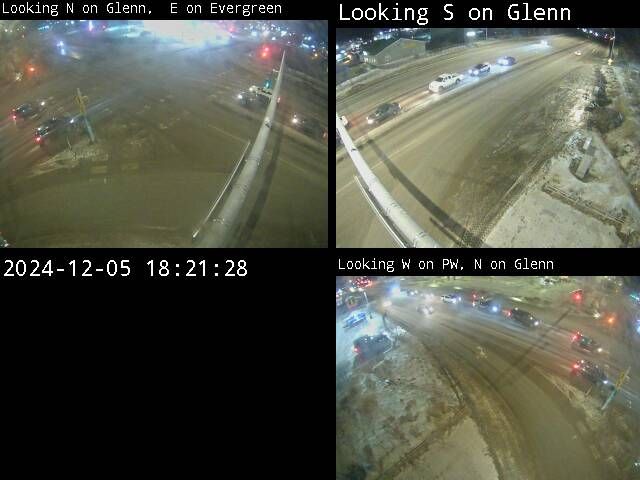 Looking N on Glenn, E on Evergreen
Looking S on Glenn
2024-12-05 18:21:28
Looking W on PW, N on Glenn